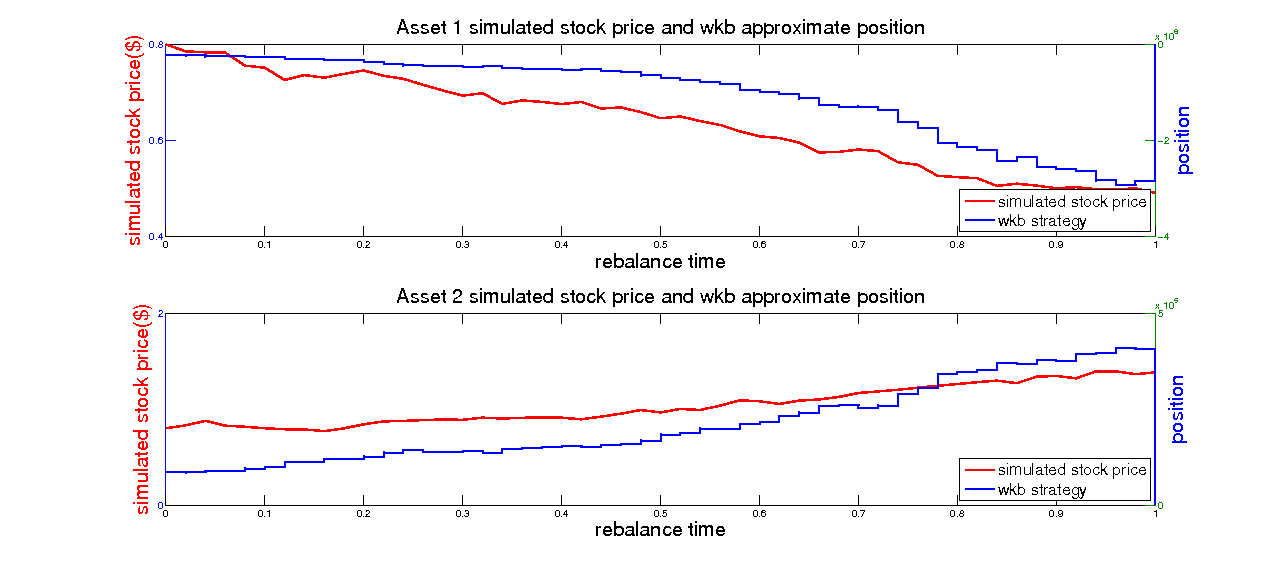 Asset 1 simulated stock price and wkb approximate position
simulated stock price($)
0.8
0.6
0.4
0
-2
-4
position
simulated stock price
wkb strategy
0 0.1 0.2 0.3 0.4 0.5 0.6 0.7 0.8 0.9 1
rebalance time
Asset 2 simulated stock price and wkb approximate position
simulated stock price($)
2
0
5
0
position
simulated stock price
wkb strategy
0 0.1 0.2 0.3 0.4 0.5 0.6 0.7 0.8 0.9 1
rebalance time